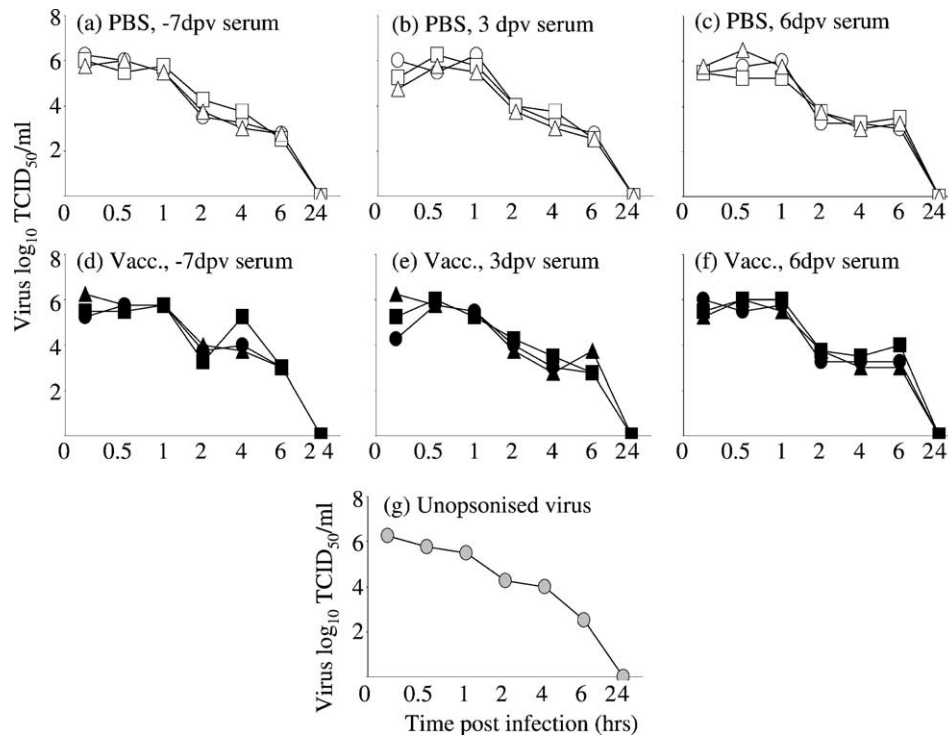 (a) PBS, -7dpv serum
(b) PBS, 3 dpv serum
(c) PBS, 6dpv serum
8
6
4
2
0 0.5 1 2 4 6 24
0 0.5 1 2 4 6 24
0 0.5 1 2 4 6 24
Virus log10 TCID50/ml
(d) Vacc., -7dpv serum
(e) Vacc., 3dpv serum
(f) Vacc., 6dpv serum
8
6
4
2
0 0.5 1 2 4 6 2 4
0 0.5 1 2 4 6 24
0 0.5 1 2 4 6 24
(g) Unopsonised virus
Virus log10 TCID50/ml
8
6
4
2
0 0.5 1 2 4 6 24
Time post infection (hrs)